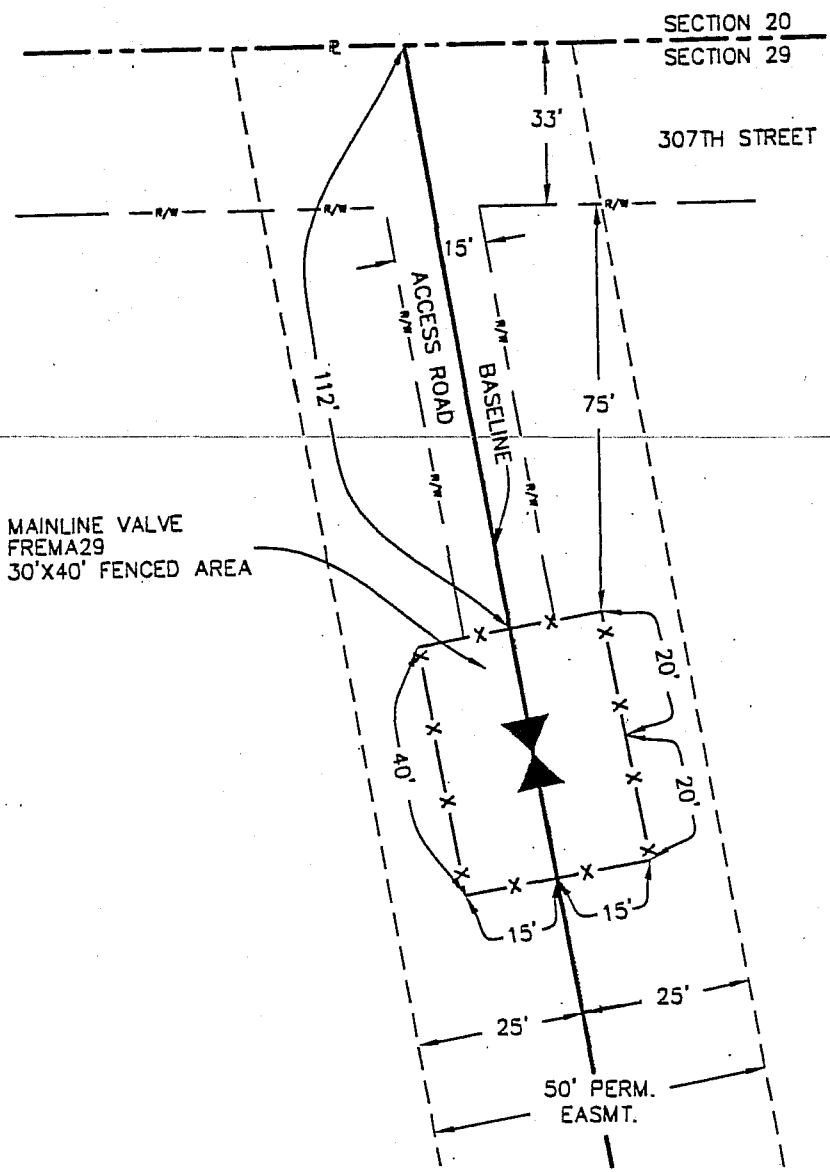 SECTION 20
PL
SECTION 29
33'
307TH STREET
R/W
R/W
R/W
15'
ACCESS ROAD
R/W
R/W
BASELINE
112'
75'
R/W
R/W
MAINLINE VALVE
FREMA29
30'X40' FENCED AREA
X
X
X
X
20'
X
X
40'
X
X
20'
X
X
X
X
15'
15'
25'
25'
50' PERM.
EASMT.